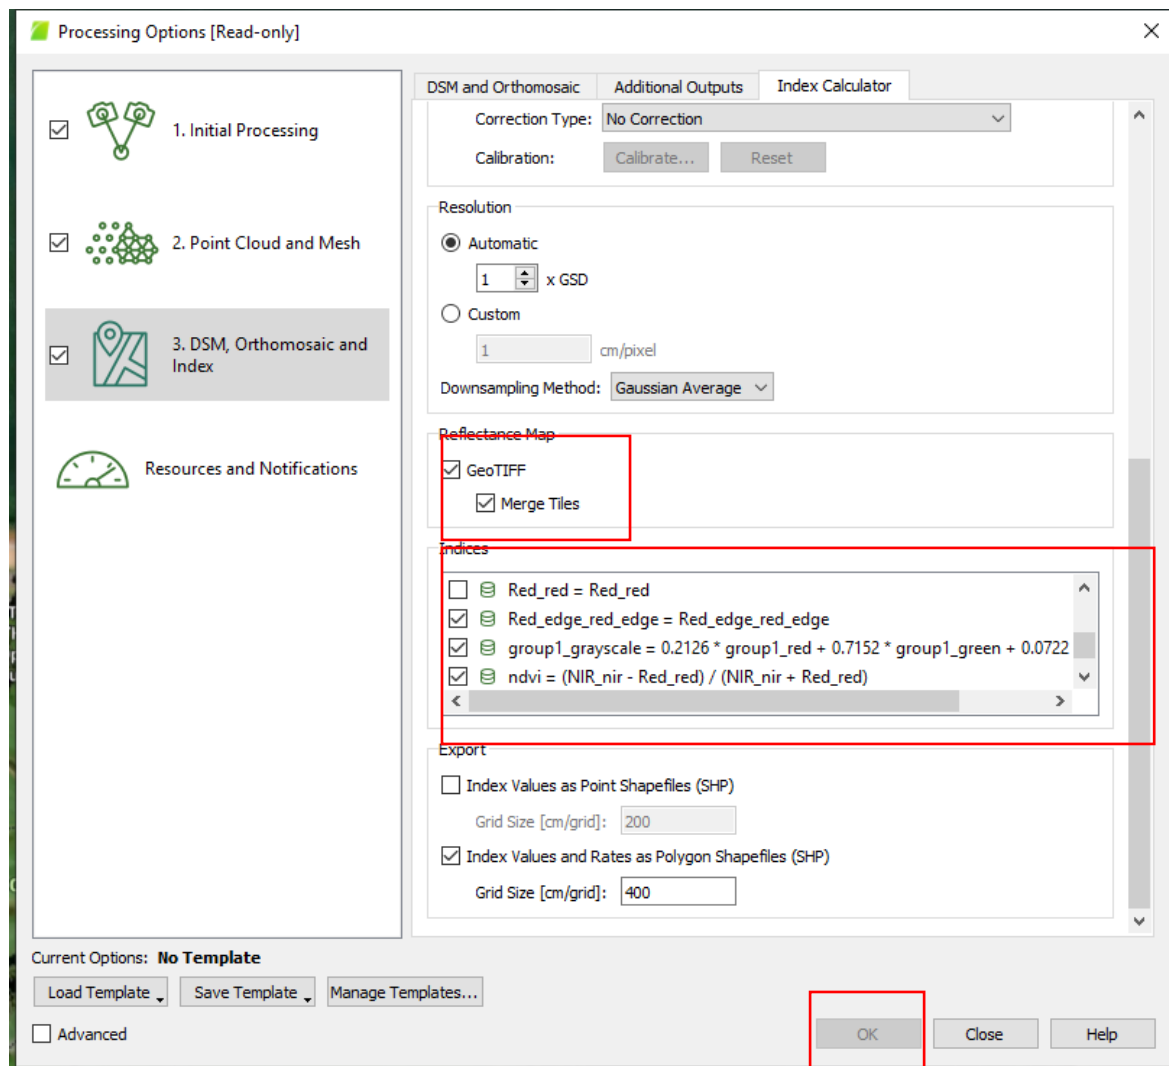 Processing Options [Read-only]
1. Initial Processing
2. Point Cloud and Mesh
3. DSM, Orthomosaic and
Index
Resources and Notifications
DSM and Orthomosaic Additional Outputs Index Calculator
Correction Type: No Correction
Calibration: Calibrate... Reset
Resolution
Automatic
1 x GSD
Custom
1 cm/pixel
Downsampling Method: Gaussian Average
Reflectance Map
GeoTIFF
Merge Tiles
Indices
Red_red = Red_red
Red_edge_red_edge = Red_edge_red_edge
group1_grayscale = 0.2126 * group1_red + 0.7152 * group1_green + 0.0722
ndvi = (NIR_nir - Red_red) / (NIR_nir + Red_red)
Export
Index Values as Point Shapefiles (SHP)
Grid Size [cm/grid]: 200
Index Values and Rates as Polygon Shapefiles (SHP)
Grid Size [cm/grid]: 400
Current Options: No Template
Load Template Save Template Manage Templates...
Advanced
OK Close Help